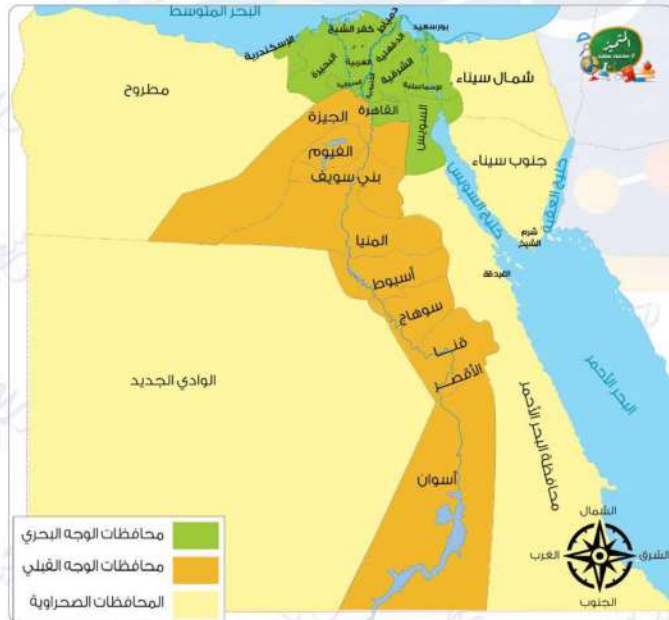 البحر المتوسط
دمياط
بورسعيد
كفر الشيخ
الإسكندرية
الدقهلية
البحيرة
الغربية
الشرقية
المنوفية
القليوبية
الإسماعيلية
القاهرة
السويس
شمال سيناء
المتميز
مطروح
الجيزة
جنوب سيناء
الفيوم
بني سويف
خليج السويس
خليج العقبة
شرم
الشيخ
المنيا
الغردقة
أسيوط
سوهاج
قنا
الأقصر
البحر الأحمر
الوادي الجديد
محافظة البحر الأحمر
أسوان
محافظات الوجه البحري
محافظات الوجه القبلي
المحافظات الصحراوية
الشمال
الغرب
الشرق
الجنوب